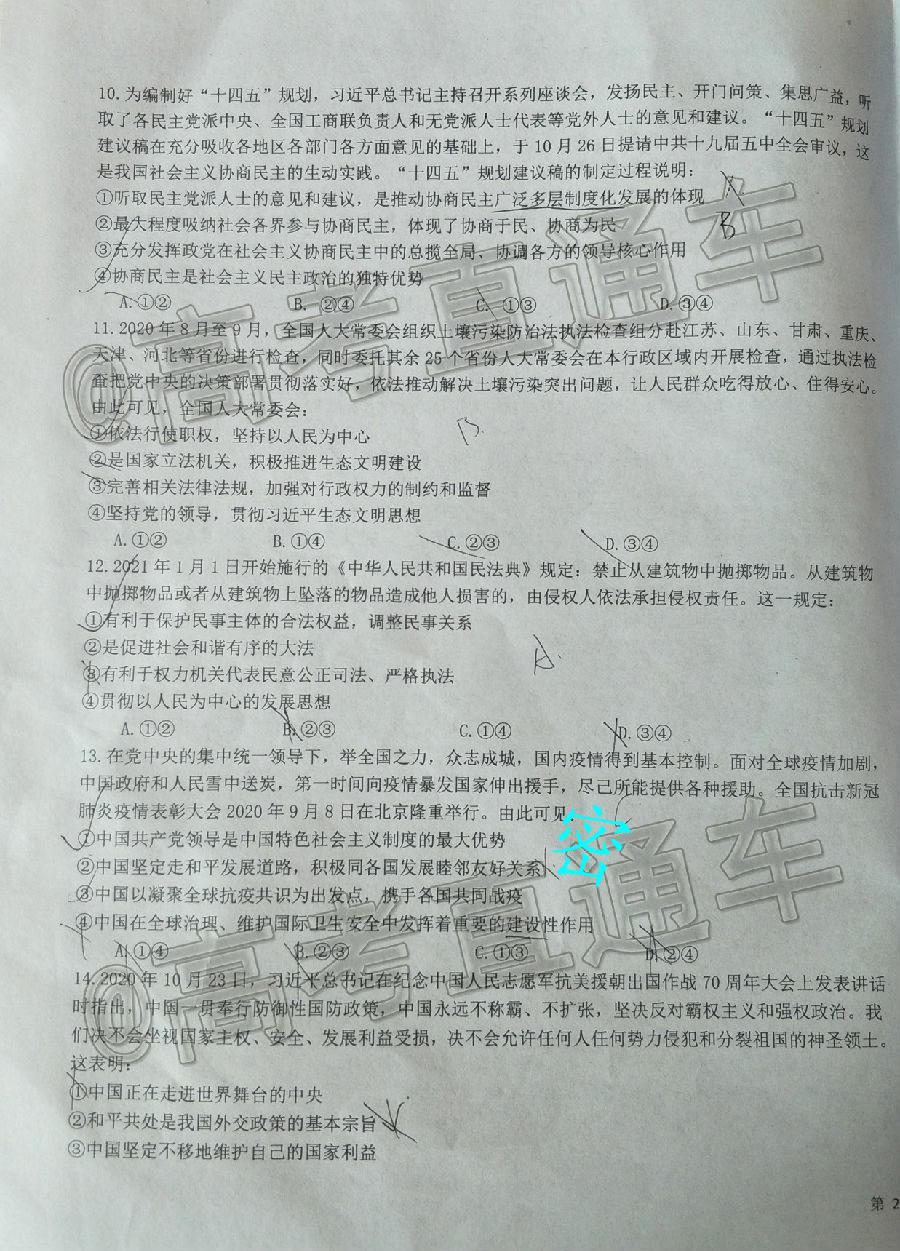 10. 为编制好“十四五”规划，习近平总书记主持召开系列座谈会，发扬民主、开门问策、集思广益，听
取了各民主党派中央、全国工商联负责人和无党派人士代表等党外人士的意见和建议。“十四五”规划
建议稿在充分吸收各地区各部门各方面意见的基础上，于 10 月 26 日提请中共十九届五中全会审议，这
是我国社会主义协商民主的生动实践。“十四五”规划建议稿的制定过程说明：
①听取民主党派人士的意见和建议，是推动协商民主广泛多层制度化发展的体现
②最大程度吸纳社会各界参与协商民主，体现了协商于民、协商为民
B
③充分发挥政党在社会主义协商民主中的总揽全局、协调各方的领导核心作用
④协商民主是社会主义民主政治的独特优势
A. ①② B. ②④ C. ①③ D. ③④
11. 2020 年 8 月至 9 月，全国人大常委会组织土壤污染防治法执法检查组分赴江苏、山东、甘肃、重庆、
天津、河北等省份进行检查，同时委托其余 25 个省份人大常委会在本行政区域内开展检查，通过执法检
查把党中央的决策部署贯彻落实好，依法推动解决土壤污染突出问题，让人民群众吃得放心、住得安心。
由此可见，全国人大常委会：
①依法行使职权，坚持以人民为中心
B.
②是国家立法机关，积极推进生态文明建设
③完善相关法律法规，加强对行政权力的制约和监督
④坚持党的领导，贯彻习近平生态文明思想
A. ①② B. ①④ C. ②③ D. ③④
12. 2021 年 1 月 1 日开始施行的《中华人民共和国民法典》规定：禁止从建筑物中抛掷物品。从建筑物
中抛掷物品或者从建筑物上坠落的物品造成他人损害的，由侵权人依法承担侵权责任。这一规定：
①有利于保护民事主体的合法权益，调整民事关系
②是促进社会和谐有序的大法
A.
③有利于权力机关代表民意公正司法、严格执法
④贯彻以人民为中心的发展思想
A. ①② B. ②③ C. ①④ D. ③④
13. 在党中央的集中统一领导下，举全国之力，众志成城，国内疫情得到基本控制。面对全球疫情加剧，
中国政府和人民雪中送炭，第一时间向疫情暴发国家伸出援手，尽己所能提供各种援助。全国抗击新冠
肺炎疫情表彰大会 2020 年 9 月 8 日在北京隆重举行。由此可见
密
①中国共产党领导是中国特色社会主义制度的最大优势
②中国坚定走和平发展道路，积极同各国发展睦邻友好关系
③中国以凝聚全球抗疫共识为出发点，携手各国共同战疫
④中国在全球治理、维护国际卫生安全中发挥着重要的建设性作用
A. ①④ B. ②③ C. ①③ D. ②④
14. 2020 年 10 月 23 日，习近平总书记在纪念中国人民志愿军抗美援朝出国作战 70 周年大会上发表讲话
时指出，中国一贯奉行防御性国防政策，中国永远不称霸、不扩张，坚决反对霸权主义和强权政治。我
们决不会坐视国家主权、安全、发展利益受损，决不会允许任何人任何势力侵犯和分裂祖国的神圣领土。
这表明：
①中国正在走进世界舞台的中央
②和平共处是我国外交政策的基本宗旨
③中国坚定不移地维护自己的国家利益
第 2
@高考直通车
@高考直通车